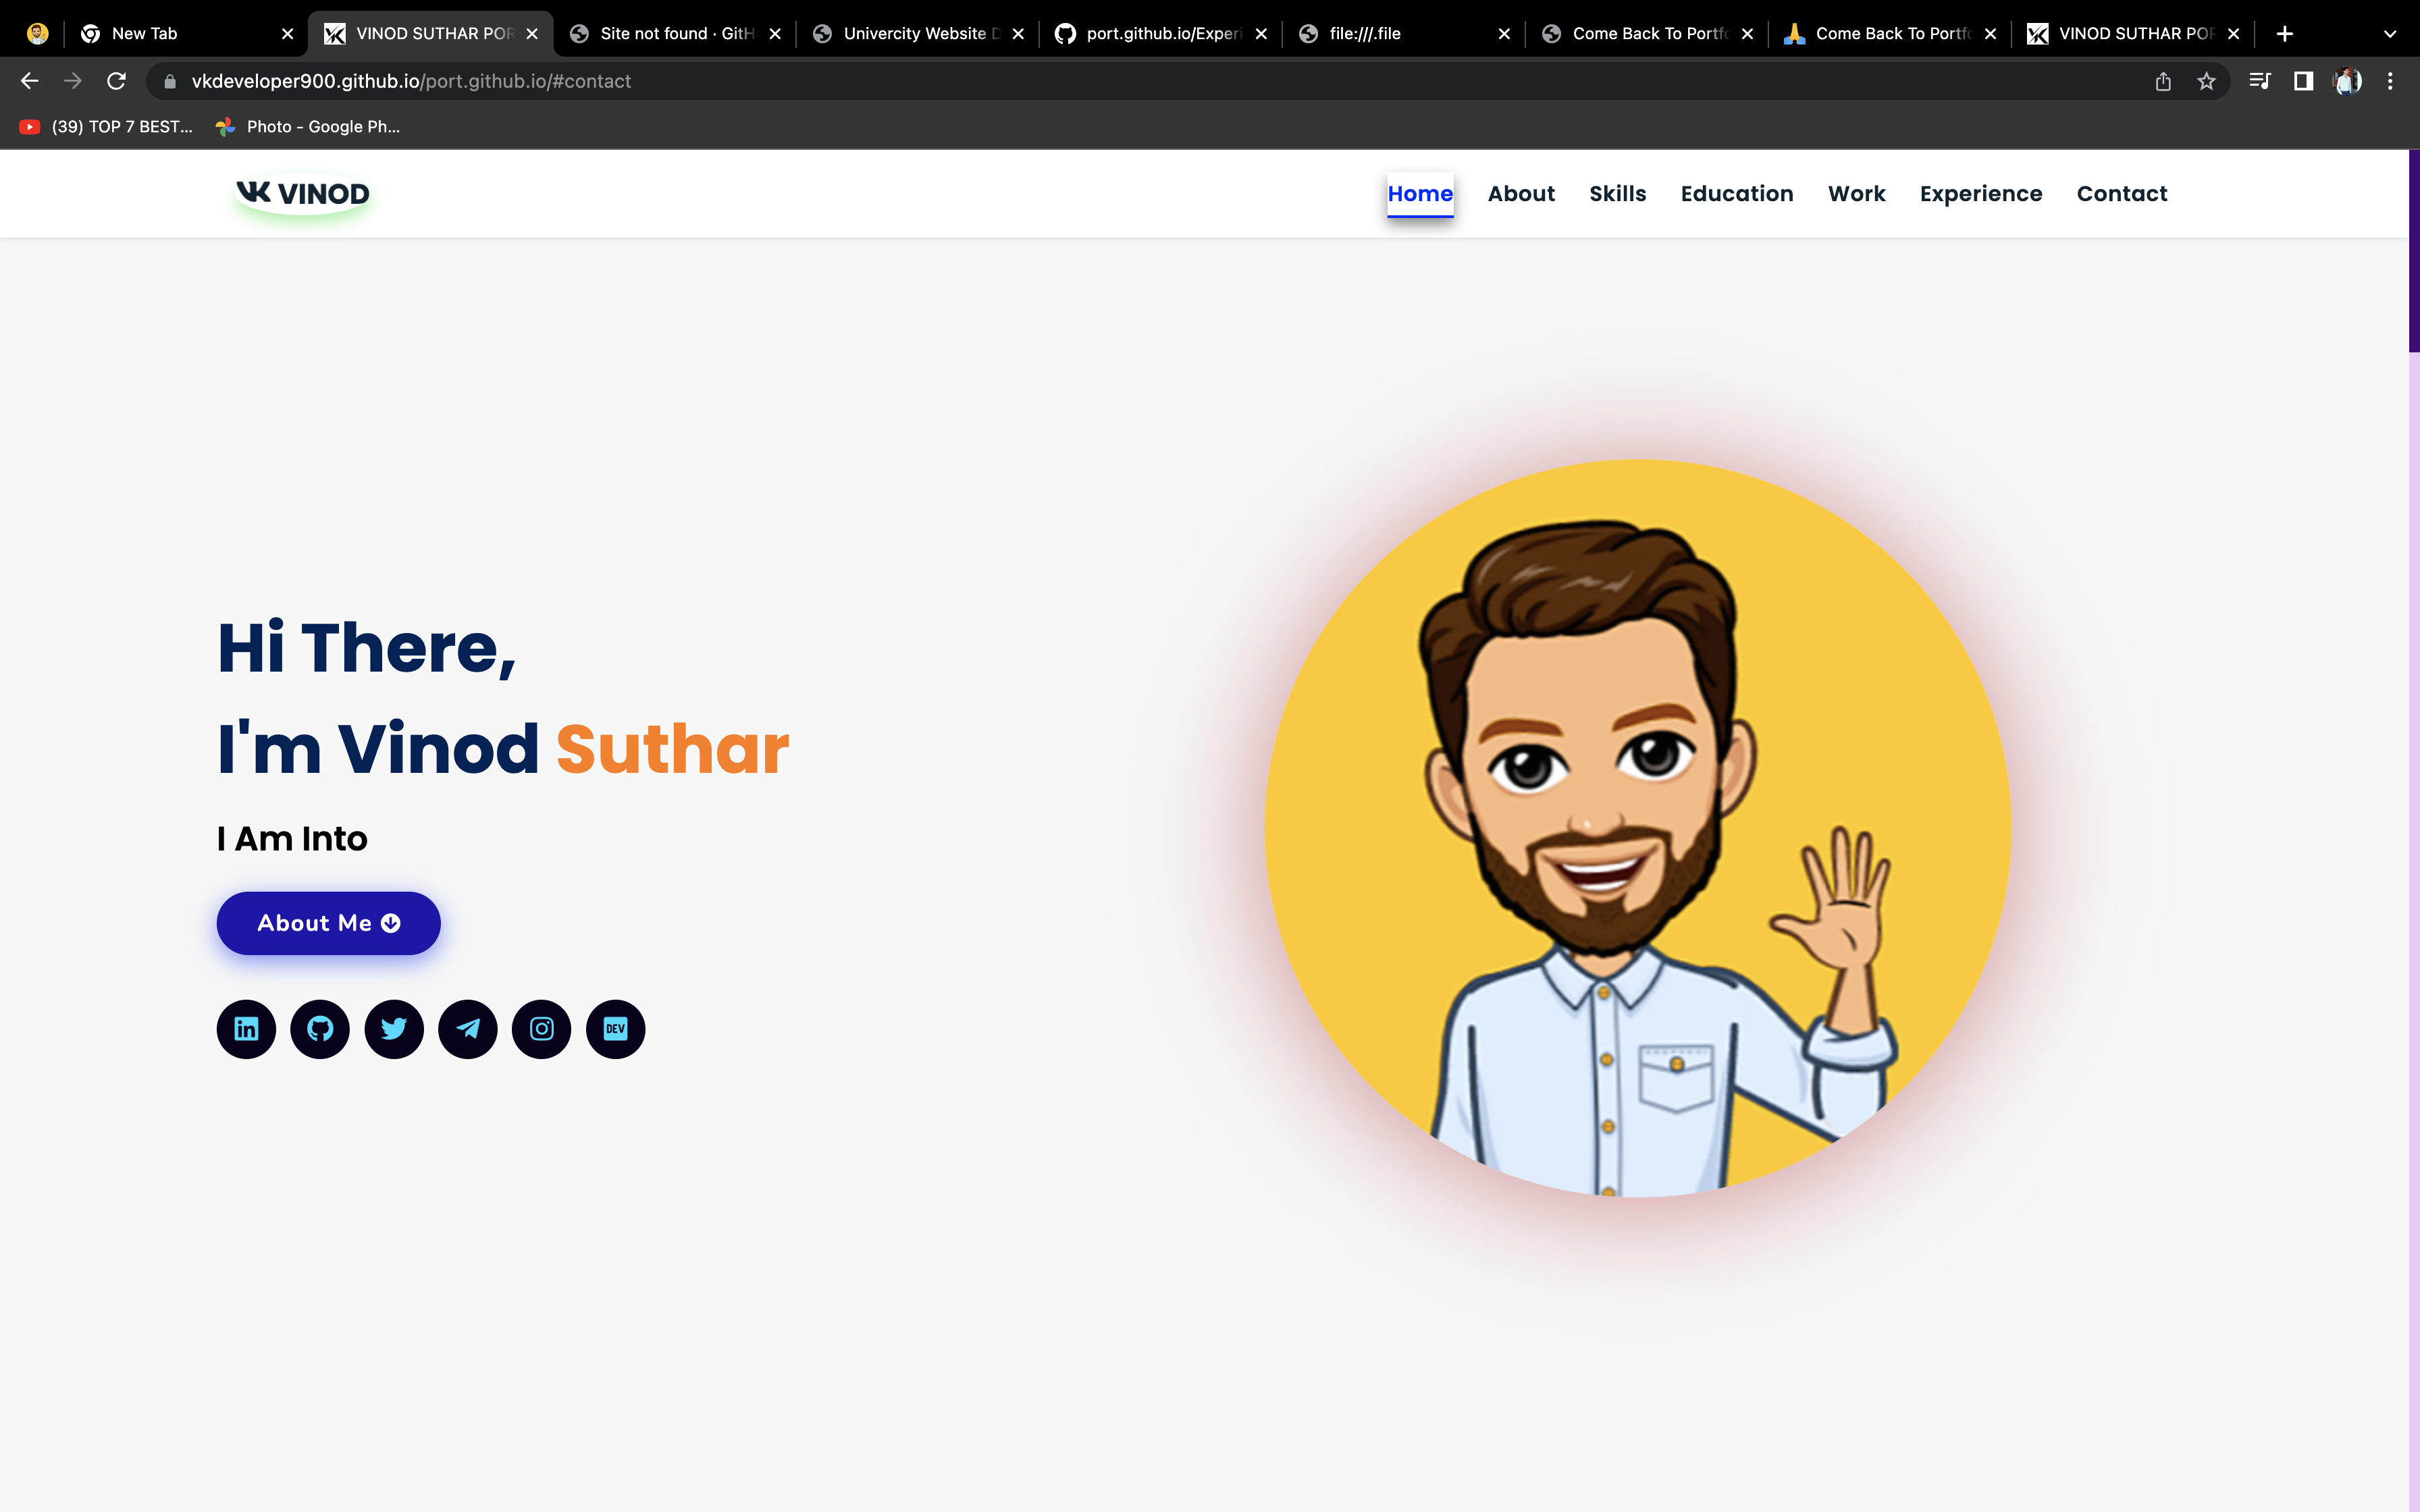 New Tab
VINOD SUTHAR POR
Site not found · GitH
Univercity Website D
port.github.io/Experi
file:///.file
Come Back To Portfo
Come Back To Portfo
VINOD SUTHAR POR
vkdeveloper900.github.io/port.github.io/#contact
(39) TOP 7 BEST...
Photo - Google Ph...
VK VINOD
Home
About
Skills
Education
Work
Experience
Contact
Hi There,
I'm Vinod Suthar
I Am Into
About Me
in
DEV